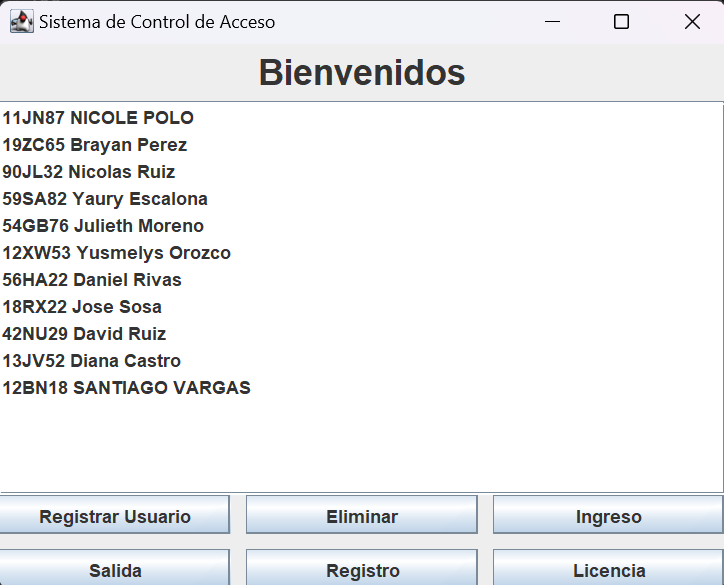 Sistema de Control de Acceso
Bienvenidos
11JN87 NICOLE POLO
19ZC65 Brayan Perez
90JL32 Nicolas Ruiz
59SA82 Yaury Escalona
54GB76 Julieth Moreno
12XW53 Yusmelys Orozco
56HA22 Daniel Rivas
18RX22 Jose Sosa
42NU29 David Ruiz
13JV52 Diana Castro
12BN18 SANTIAGO VARGAS
Registrar Usuario
Eliminar
Ingreso
Salida
Registro
Licencia